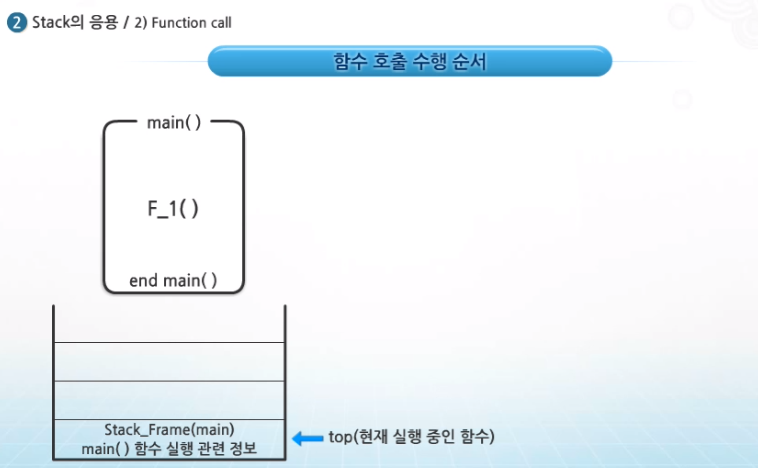 2 Stack의 응용 / 2) Function call
함수 호출 수행 순서
main( )
F_1( )
end main( )
Stack_Frame(main)
main( ) 함수 실행 관련 정보
top(현재 실행 중인 함수)